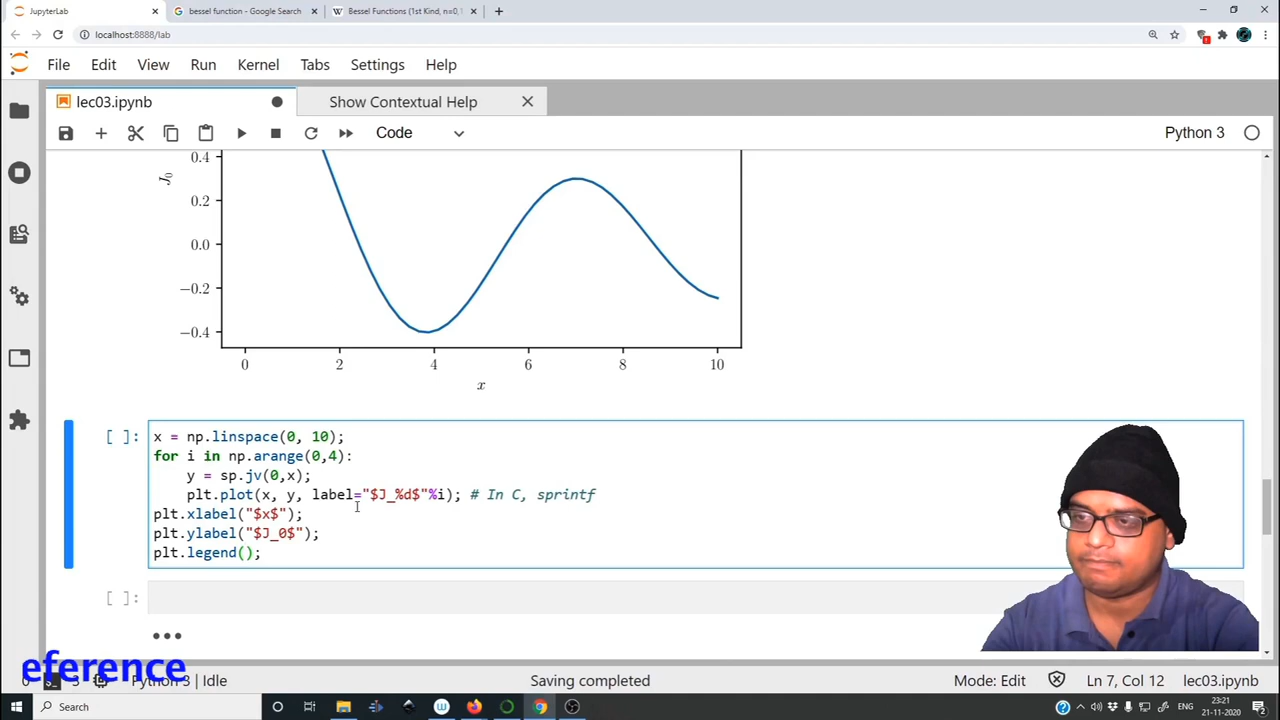 JupyterLab
bessel function - Google Search
Bessel Functions (1st Kind, n=0,1
localhost:8888/lab
File Edit View Run Kernel Tabs Settings Help
lec03.ipynb
Show Contextual Help
Code
Python 3
0.4
0.2
0.0
−0.2
−0.4
J₀
0 2 4 6 8 10
x
[ ]:
x = np.linspace(0, 10);
for i in np.arange(0,4):
    y = sp.jv(0,x);
    plt.plot(x, y, label="$J_%d$"%i); # In C, sprintf
plt.xlabel("$x$");
plt.ylabel("$J_0$");
plt.legend();
[ ]:
eference
0
3
Python 3 | Idle
Saving completed
Mode: Edit
Ln 7, Col 12
lec03.ipynb
Search
ENG
23:21
21-11-2020
2